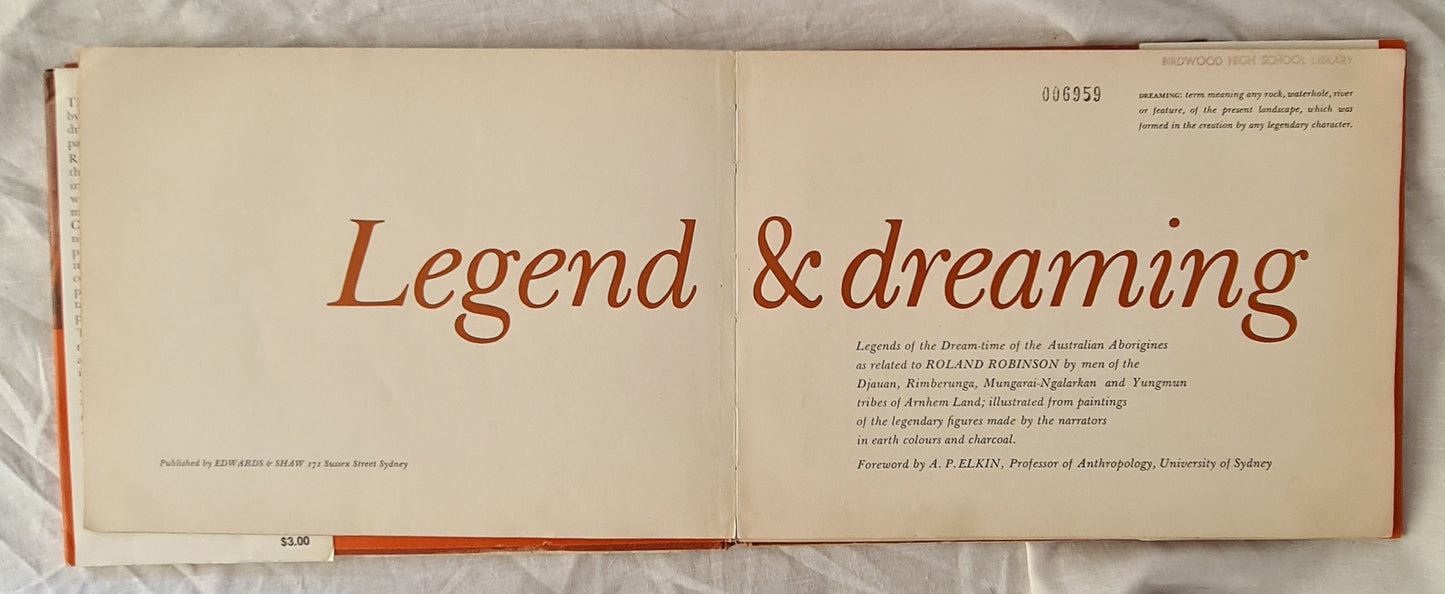 BIRDWOOD HIGH SCHOOL LIBRARY
006959
DREAMING: term meaning any rock, waterhole, river
or feature, of the present landscape, which was
formed in the creation by any legendary character.
Legend & dreaming
Legends of the Dream-time of the Australian Aborigines
as related to ROLAND ROBINSON by men of the
Djauan, Rimberunga, Mungarai-Ngalarkan and Yungmun
tribes of Arnhem Land; illustrated from paintings
of the legendary figures made by the narrators
in earth colours and charcoal.
Foreword by A. P. ELKIN, Professor of Anthropology, University of Sydney
Published by EDWARDS & SHAW 171 Sussex Street Sydney
$3.00